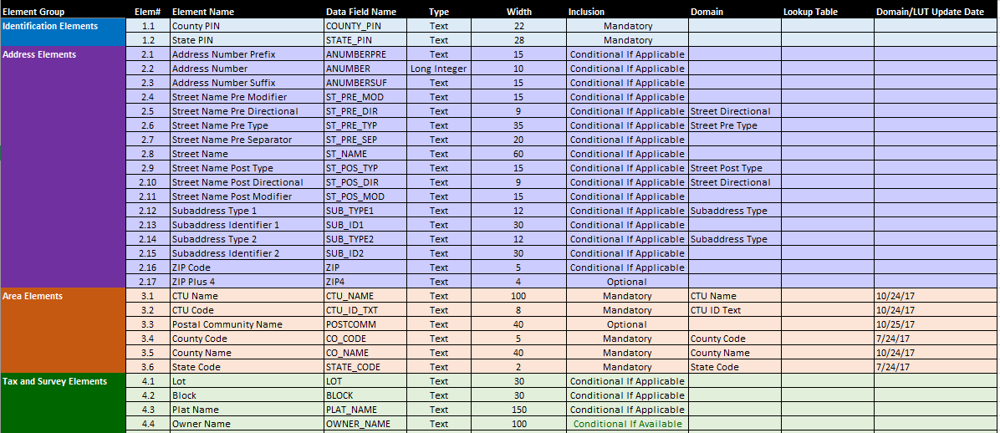 Element Group Elem# Element Name Data Field Name Type Width Inclusion Domain Lookup Table Domain/LUT Update Date
Identification Elements 1.1 County PIN COUNTY_PIN Text 22 Mandatory
1.2 State PIN STATE_PIN Text 28 Mandatory
Address Elements 2.1 Address Number Prefix ANUMBERPRE Text 15 Conditional If Applicable
2.2 Address Number ANUMBER Long Integer 10 Conditional If Applicable
2.3 Address Number Suffix ANUMBERSUF Text 15 Conditional If Applicable
2.4 Street Name Pre Modifier ST_PRE_MOD Text 15 Conditional If Applicable
2.5 Street Name Pre Directional ST_PRE_DIR Text 9 Conditional If Applicable Street Directional
2.6 Street Name Pre Type ST_PRE_TYP Text 35 Conditional If Applicable Street Pre Type
2.7 Street Name Pre Separator ST_PRE_SEP Text 20 Conditional If Applicable
2.8 Street Name ST_NAME Text 60 Conditional If Applicable
2.9 Street Name Post Type ST_POS_TYP Text 15 Conditional If Applicable Street Post Type
2.10 Street Name Post Directional ST_POS_DIR Text 9 Conditional If Applicable Street Directional
2.11 Street Name Post Modifier ST_POS_MOD Text 15 Conditional If Applicable
2.12 Subaddress Type 1 SUB_TYPE1 Text 12 Conditional If Applicable Subaddress Type
2.13 Subaddress Identifier 1 SUB_ID1 Text 30 Conditional If Applicable
2.14 Subaddress Type 2 SUB_TYPE2 Text 12 Conditional If Applicable Subaddress Type
2.15 Subaddress Identifier 2 SUB_ID2 Text 30 Conditional If Applicable
2.16 ZIP Code ZIP Text 5 Conditional If Applicable
2.17 ZIP Plus 4 ZIP4 Text 4 Optional
Area Elements 3.1 CTU Name CTU_NAME Text 100 Mandatory CTU Name 10/24/17
3.2 CTU Code CTU_ID_TXT Text 8 Mandatory CTU ID Text 10/24/17
3.3 Postal Community Name POSTCOMM Text 40 Optional 10/25/17
3.4 County Code CO_CODE Text 5 Mandatory County Code 7/24/17
3.5 County Name CO_NAME Text 40 Mandatory County Name 10/24/17
3.6 State Code STATE_CODE Text 2 Mandatory State Code 7/24/17
Tax and Survey Elements 4.1 Lot LOT Text 30 Conditional If Applicable
4.2 Block BLOCK Text 30 Conditional If Applicable
4.3 Plat Name PLAT_NAME Text 150 Conditional If Applicable
4.4 Owner Name OWNER_NAME Text 100 Conditional If Available